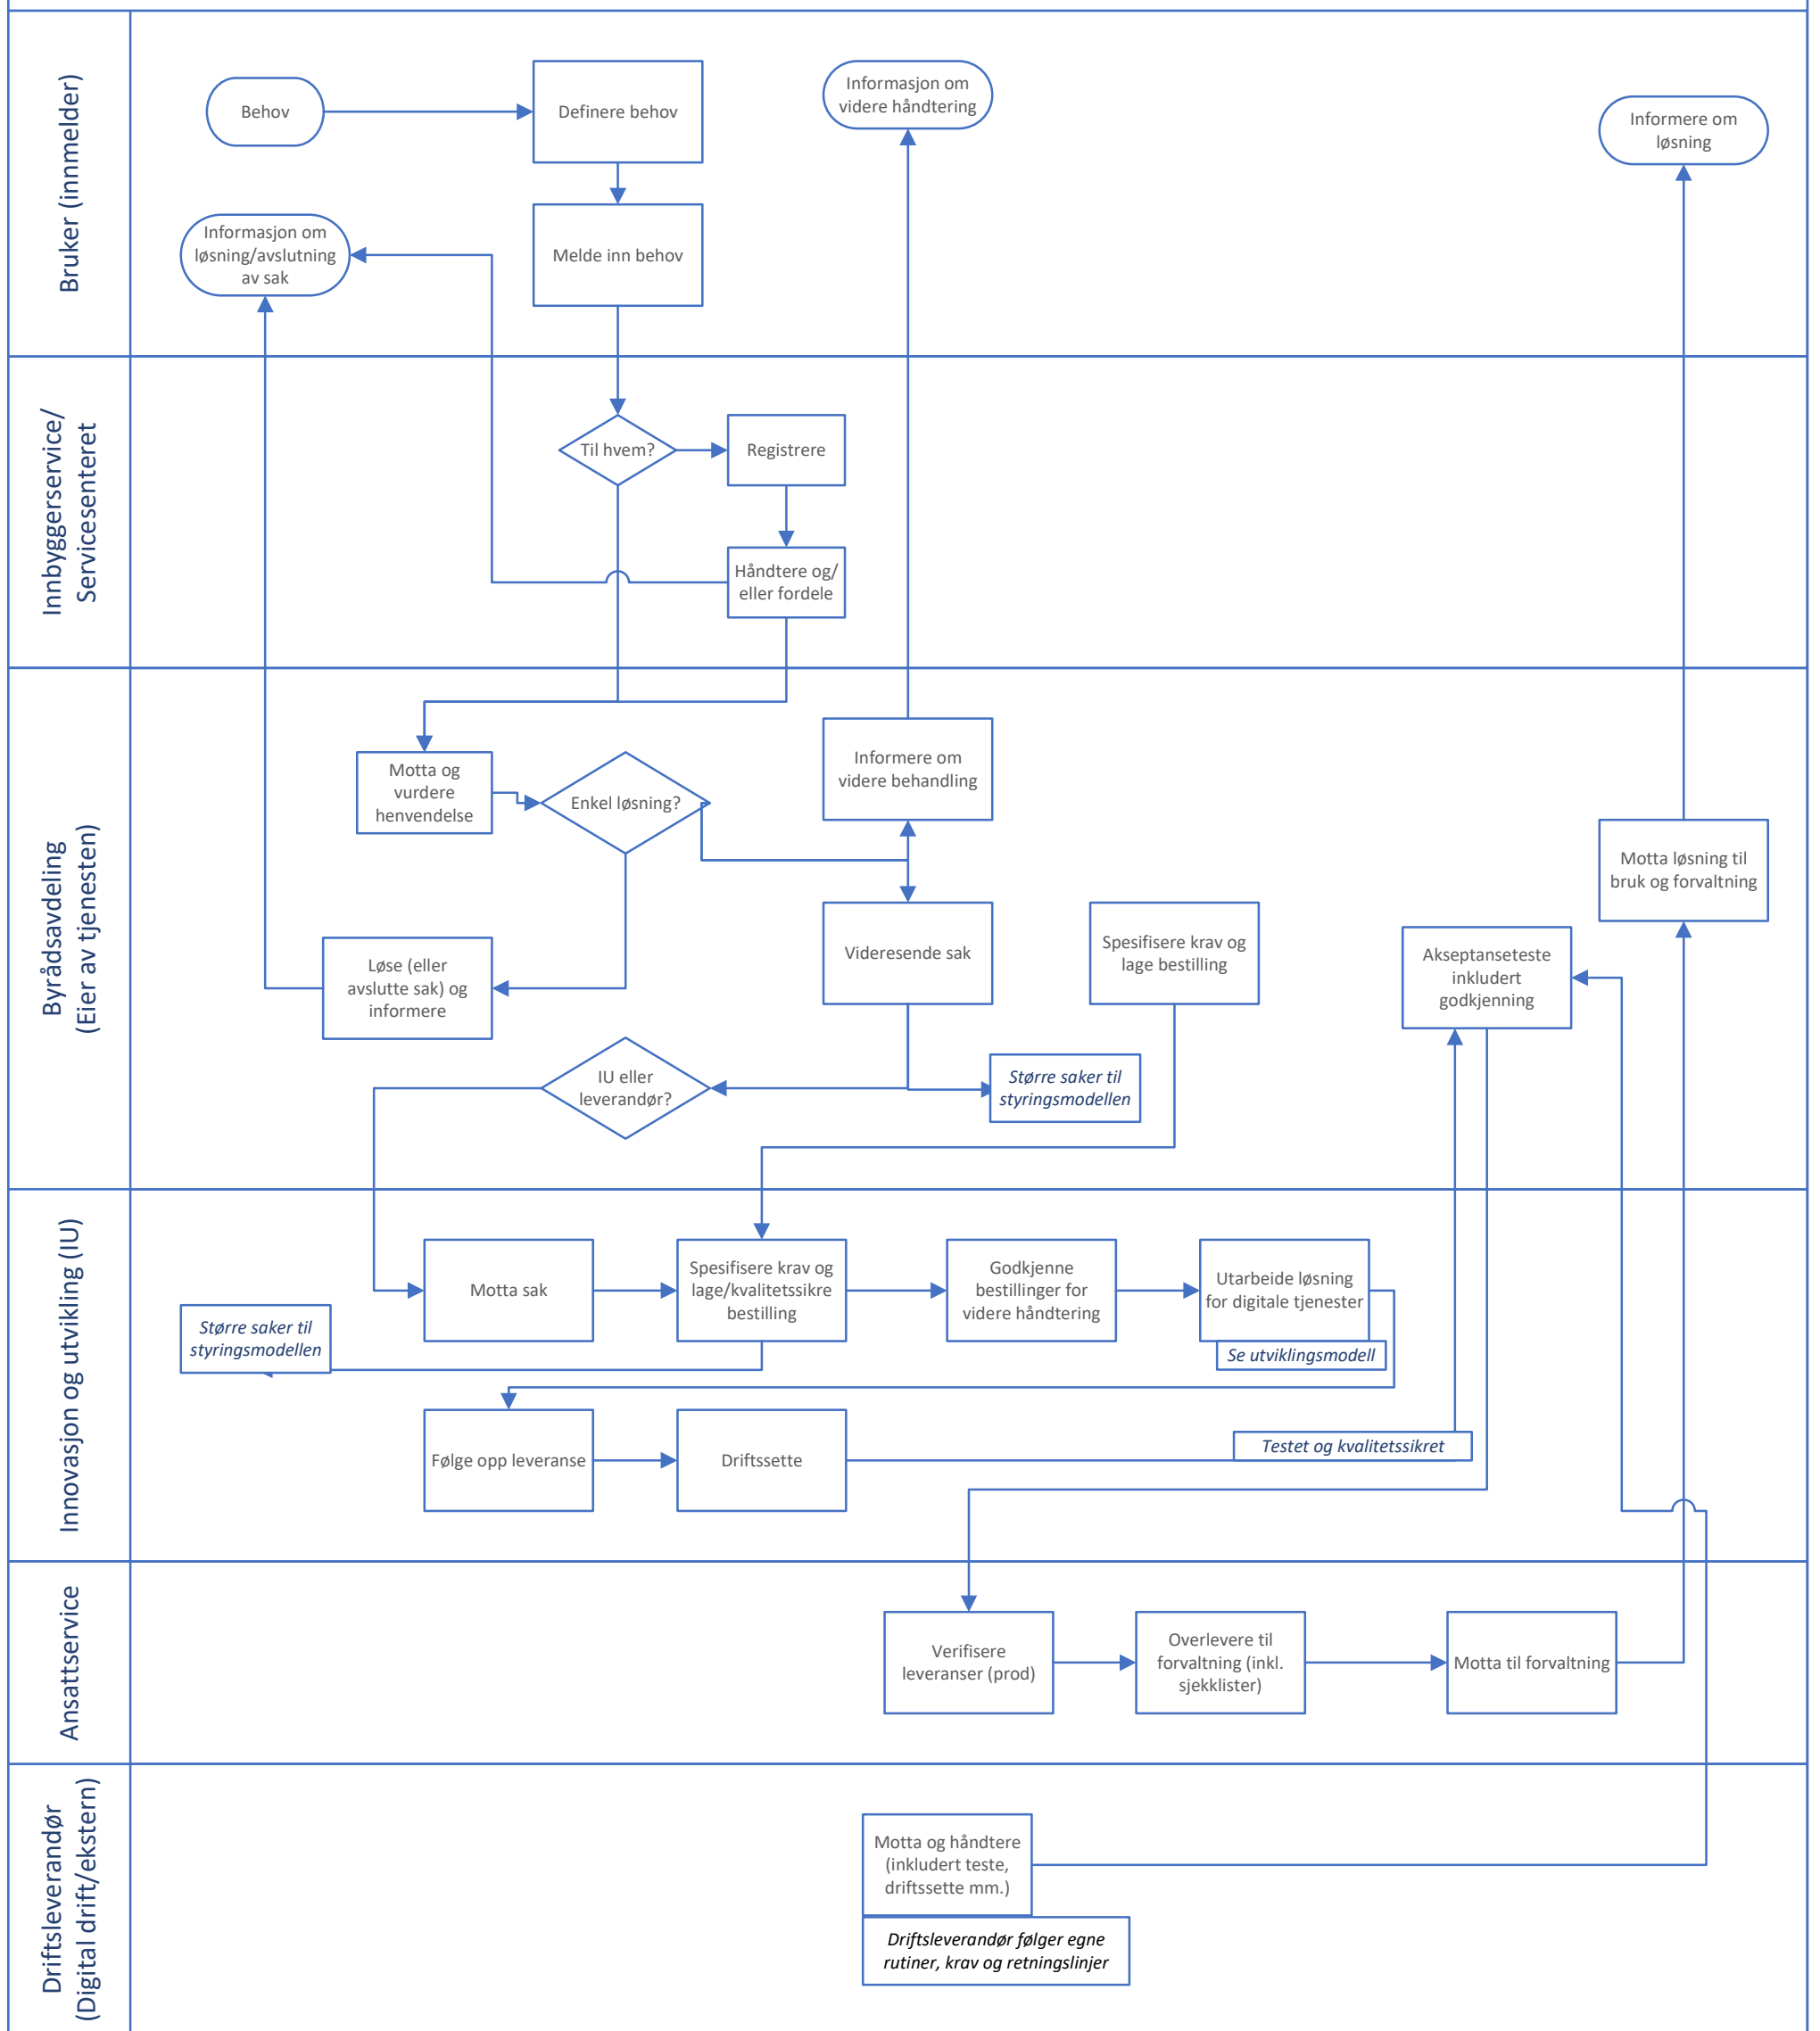 Bruker (innmelder)
Behov
Definere behov
Informasjon om
videre håndtering
Informere om
løsning
Informasjon om
løsning/avslutning
av sak
Melde inn behov
Innbyggerservice/
Servicesenteret
Til hvem?
Registrere
Håndtere og/
eller fordele
Byrådsavdeling
(Eier av tjenesten)
Motta og
vurdere
henvendelse
Enkel løsning?
Informere om
videre behandling
Motta løsning til
bruk og forvaltning
Løse (eller
avslutte sak) og
informere
Videresende sak
Spesifisere krav og
lage bestilling
Akseptanseteste
inkludert
godkjenning
IU eller
leverandør?
Større saker til
styringsmodellen
Innovasjon og utvikling (IU)
Motta sak
Spesifisere krav og
lage/kvalitetssikre
bestilling
Godkjenne
bestillinger for
videre håndtering
Utarbeide løsning
for digitale tjenester
Større saker til
styringsmodellen
Se utviklingsmodell
Følge opp leveranse
Driftssette
Testet og kvalitetssikret
Ansattservice
Verifisere
leveranser (prod)
Overlevere til
forvaltning (inkl.
sjekklister)
Motta til forvaltning
Driftsleverandør
(Digital drift/ekstern)
Motta og håndtere
(inkludert teste,
driftssette mm.)
Driftsleverandør følger egne
rutiner, krav og retningslinjer